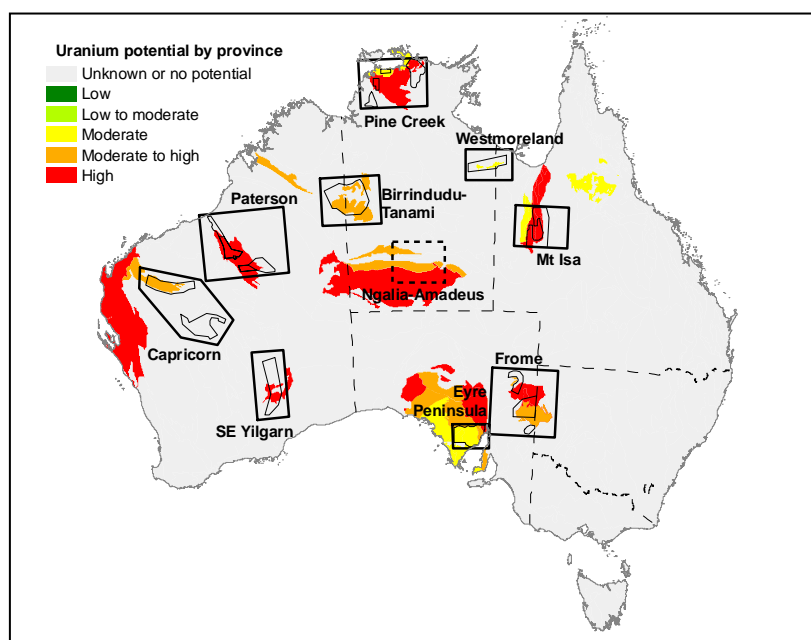 Uranium potential by province
Unknown or no potential
Low
Low to moderate
Moderate
Moderate to high
High
Pine Creek
Westmoreland
Paterson
Birrindudu-
Tanami
Mt Isa
Ngalia-Amadeus
Capricorn
Frome
Eyre
Peninsula
SE Yilgarn